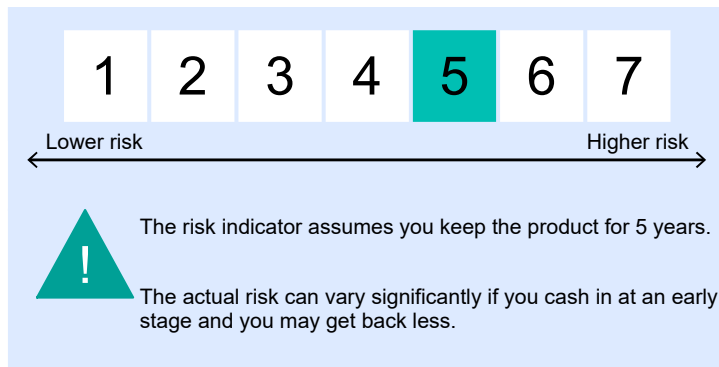 1 2 3 4 5 6 7
Lower risk Higher risk
The risk indicator assumes you keep the product for 5 years.
!
The actual risk can vary significantly if you cash in at an early
stage and you may get back less.